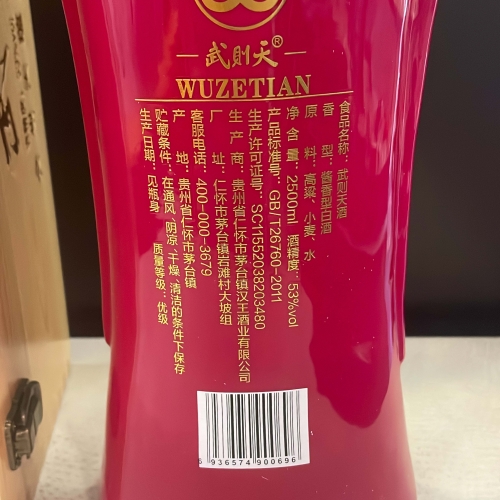 武则天®
WUZETIAN
食品名称：武则天酒
香型：酱香型白酒
原料：高粱、小麦、水
净含量：2500ml 酒精度：53%vol
产品标准号：GB/T26760-2011
生产许可证号：SC11552038203480
生产商：贵州省仁怀市茅台镇汉王酒业有限公司
厂址：仁怀市茅台镇岩滩村大坡组
客服电话：400-000-3679
产地：贵州省仁怀市茅台镇
贮藏条件：在通风、阴凉、干燥、清洁的条件下保存
生产日期：见瓶身 质量等级：优级
936574 900696